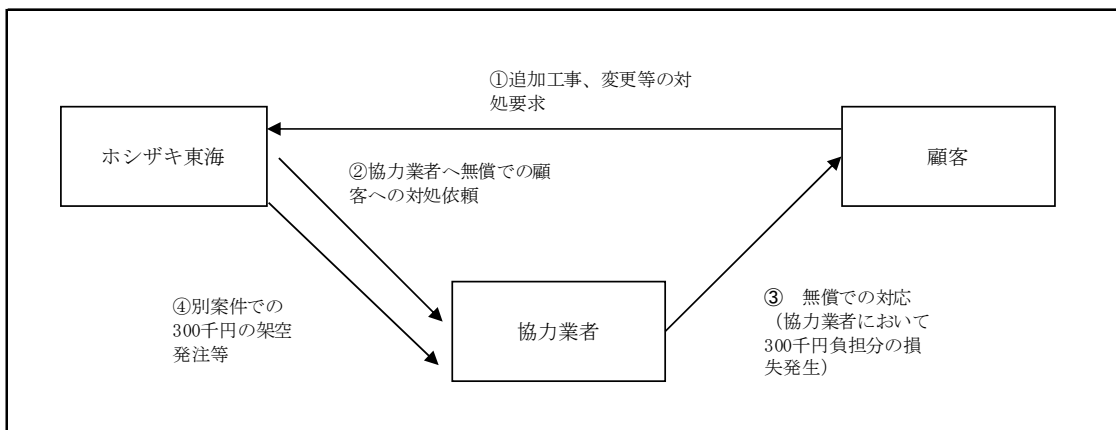 ①追加工事、変更等の対
処要求
ホシザキ東海
顧客
②協力業者へ無償での顧
客への対処依頼
④別案件での
300千円の架空
発注等
協力業者
③ 無償での対応
（協力業者において
300千円負担分の損
失発生）